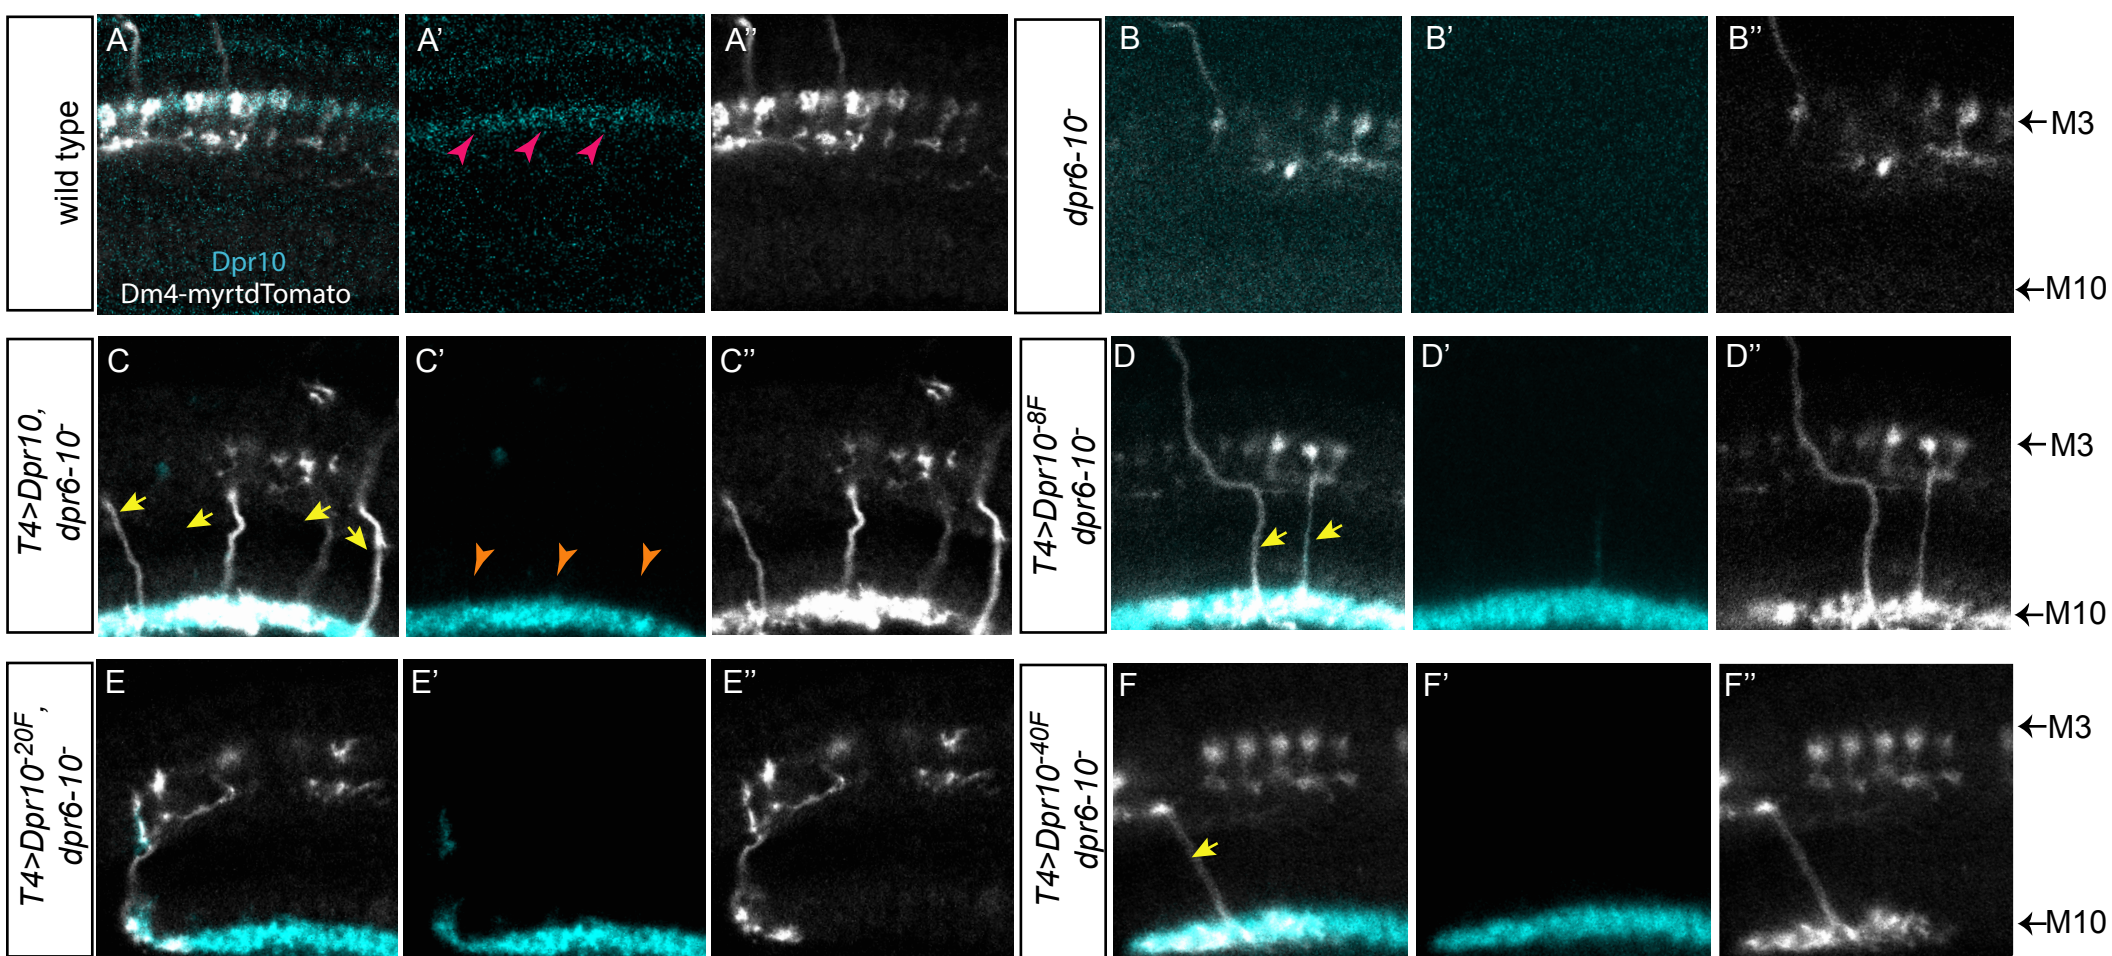 wild type
A
A’
A’’
Dpr10
Dm4-myrtdTomato
dpr6-10-
B
B’
B’’
←M3
←M10
T4>Dpr10,
dpr6-10-
C
C’
C’’
T4>Dpr10-8F
dpr6-10-
D
D’
D’’
←M3
←M10
T4>Dpr10-20F,
dpr6-10-
E
E’
E’’
T4>Dpr10-40F
dpr6-10-
F
F’
F’’
←M3
←M10